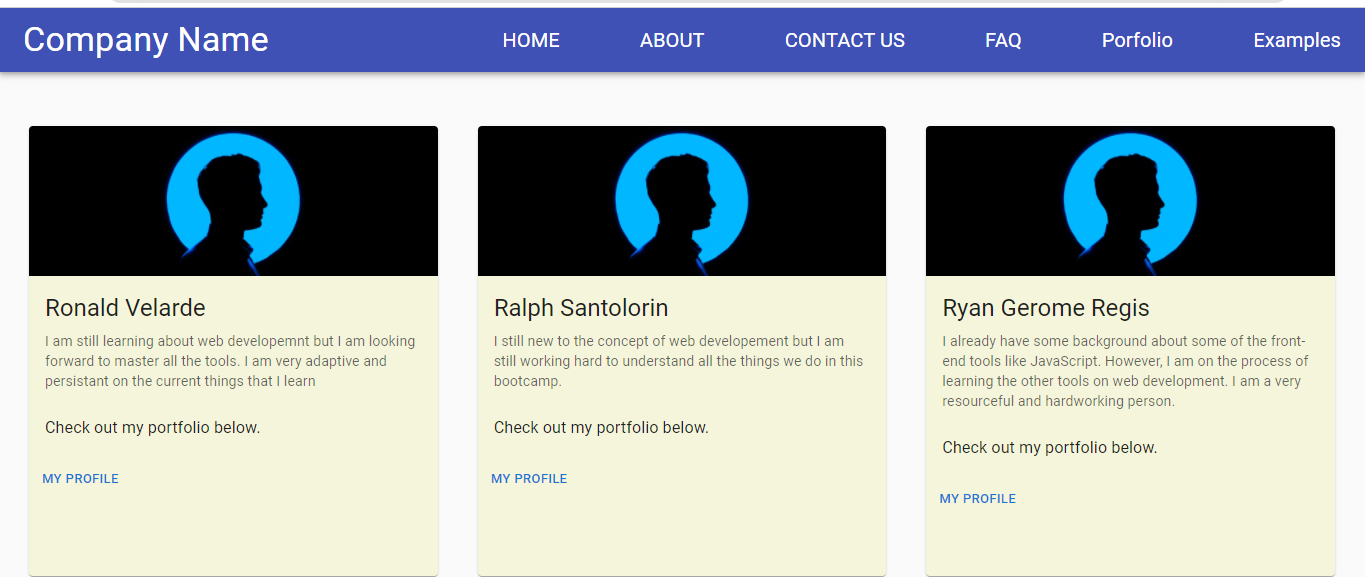 Company Name
HOME ABOUT CONTACT US FAQ Porfolio Examples
Ronald Velarde
I am still learning about web developemnt but I am looking
forward to master all the tools. I am very adaptive and
persistant on the current things that I learn
Check out my portfolio below.
MY PROFILE
Ralph Santolorin
I still new to the concept of web developement but I am
still working hard to understand all the things we do in this
bootcamp.
Check out my portfolio below.
MY PROFILE
Ryan Gerome Regis
I already have some background about some of the front-
end tools like JavaScript. However, I am on the process of
learning the other tools on web development. I am a very
resourceful and hardworking person.
Check out my portfolio below.
MY PROFILE